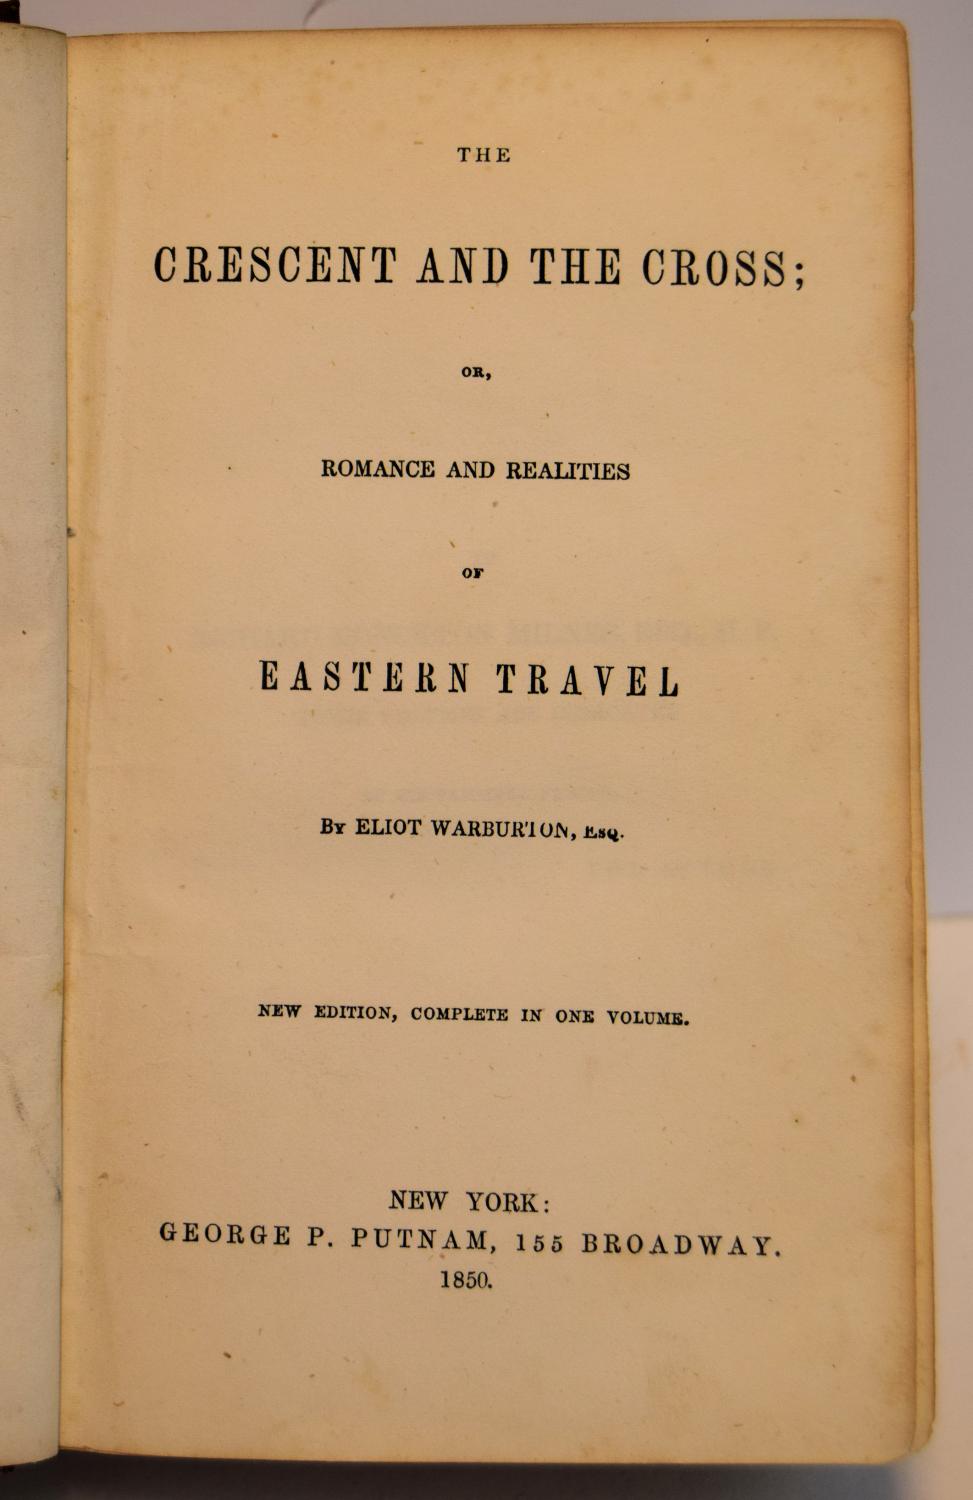 THE
CRESCENT AND THE CROSS;
OR,
ROMANCE AND REALITIES
OF
EASTERN TRAVEL
BY ELIOT WARBURTON, ESQ.
NEW EDITION, COMPLETE IN ONE VOLUME.
NEW YORK:
GEORGE P. PUTNAM, 155 BROADWAY.
1850.